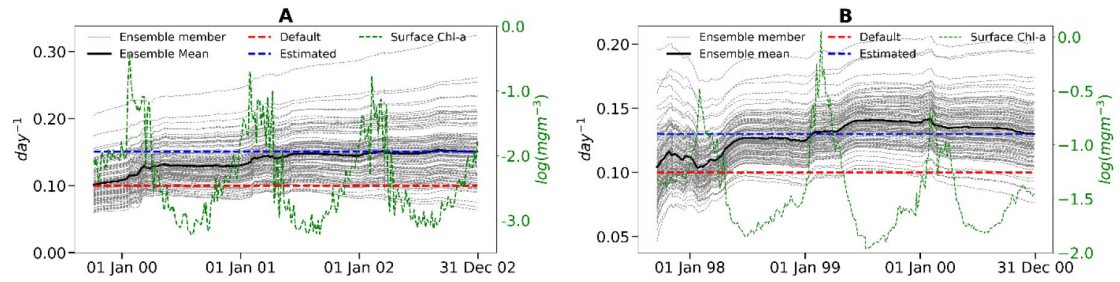 A
Ensemble member
Default
Surface Chl-a
Ensemble Mean
Estimated
day⁻¹
0.30
0.20
0.10
0.00
0.0
−1.0
−2.0
−3.0
log(mgm⁻³)
01 Jan 00
01 Jan 01
01 Jan 02
31 Dec 02
B
Ensemble member
Default
Surface Chl-a
Ensemble mean
Estimated
day⁻¹
0.20
0.15
0.10
0.05
0.0
−0.5
−1.0
−1.5
−2.0
log(mgm⁻³)
01 Jan 98
01 Jan 99
01 Jan 00
31 Dec 00